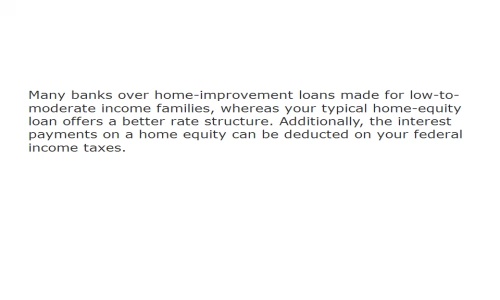 Many banks over home-improvement loans made for low-to-
moderate income families, whereas your typical home-equity
loan offers a better rate structure. Additionally, the interest
payments on a home equity can be deducted on your federal
income taxes.